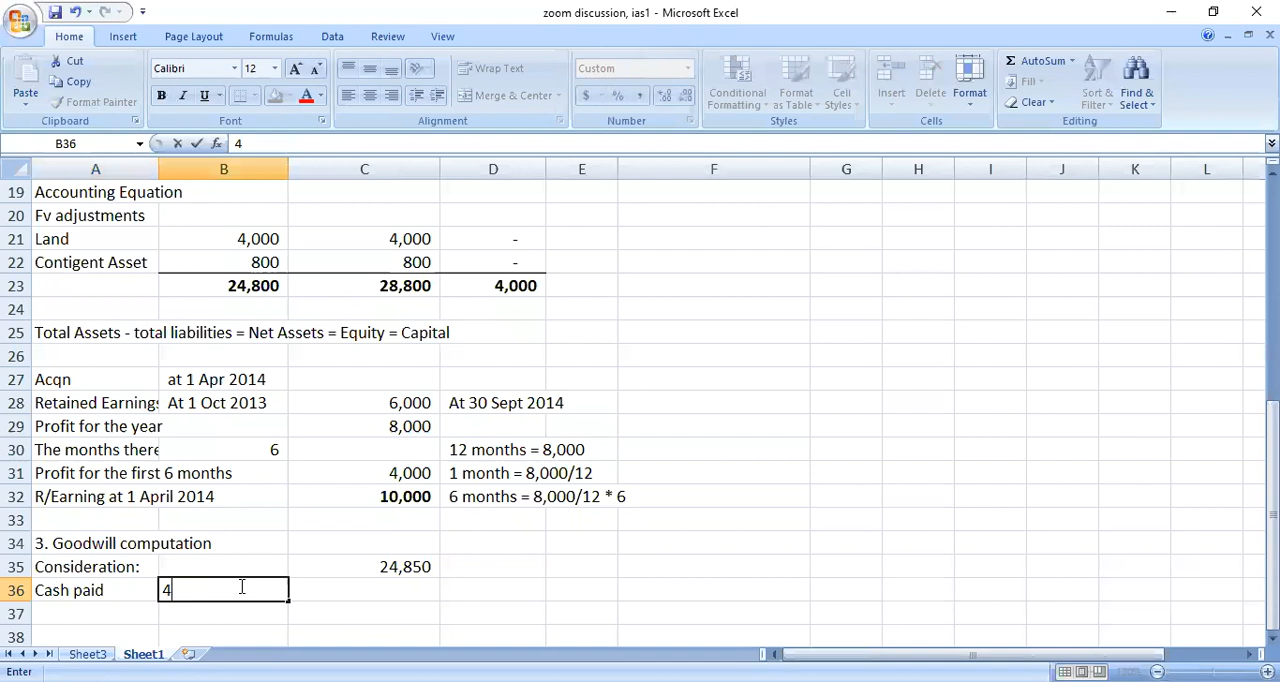 zoom discussion, ias1 - Microsoft Excel
Home Insert Page Layout Formulas Data Review View
Cut
Copy
Format Painter
Paste
Clipboard
Calibri 12
B I U
Font
Wrap Text
Merge & Center
Alignment
Custom
$ % ,
Number
Conditional Formatting
Format as Table
Cell Styles
Styles
Insert Delete Format
Cells
AutoSum
Fill
Clear
Sort & Filter
Find & Select
Editing
B36 fx 4
A B C D E F G H I J K L
19 Accounting Equation
20 Fv adjustments
21 Land 4,000 4,000 -
22 Contigent Asset 800 800 -
23 24,800 28,800 4,000
24
25 Total Assets - total liabilities = Net Assets = Equity = Capital
26
27 Acqn at 1 Apr 2014
28 Retained Earnings At 1 Oct 2013 6,000 At 30 Sept 2014
29 Profit for the year 8,000
30 The months there 6 12 months = 8,000
31 Profit for the first 6 months 4,000 1 month = 8,000/12
32 R/Earning at 1 April 2014 10,000 6 months = 8,000/12 * 6
33
34 3. Goodwill computation
35 Consideration: 24,850
36 Cash paid 4
37
38
Sheet3 Sheet1
Enter